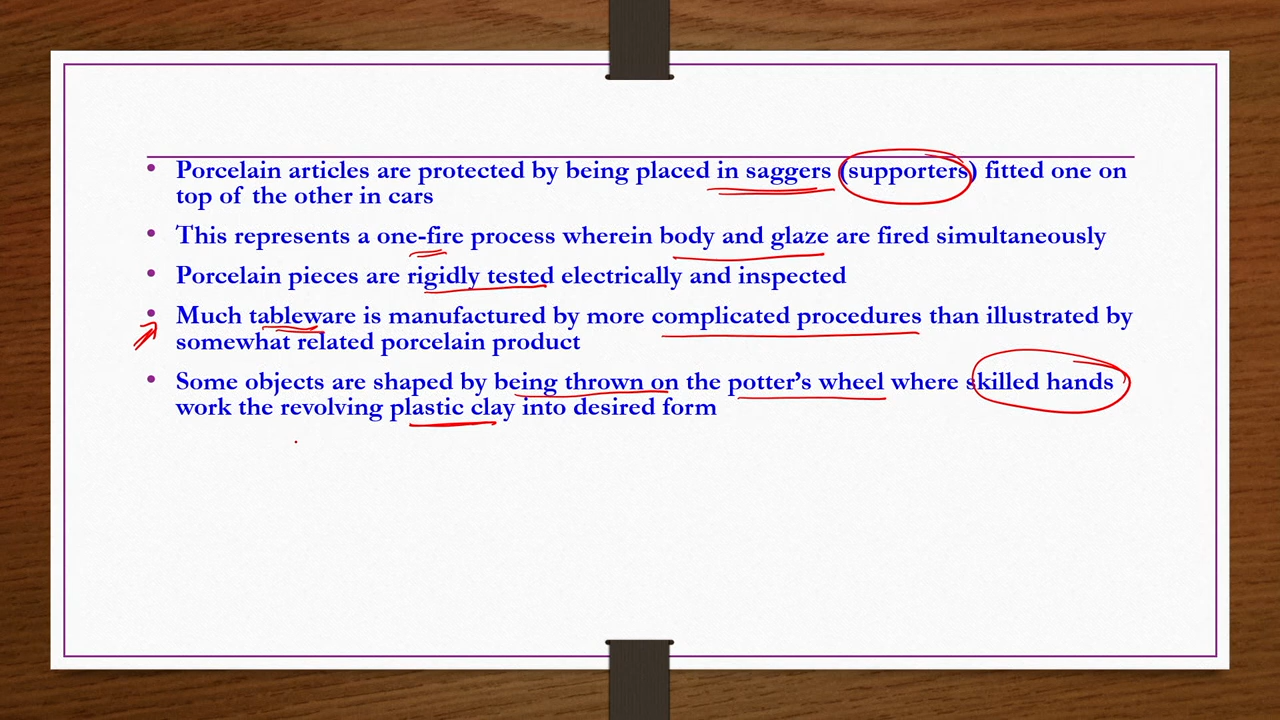 • Porcelain articles are protected by being placed in saggers (supporters) fitted one on
top of the other in cars
• This represents a one-fire process wherein body and glaze are fired simultaneously
• Porcelain pieces are rigidly tested electrically and inspected
• Much tableware is manufactured by more complicated procedures than illustrated by
somewhat related porcelain product
• Some objects are shaped by being thrown on the potter’s wheel where skilled hands
work the revolving plastic clay into desired form